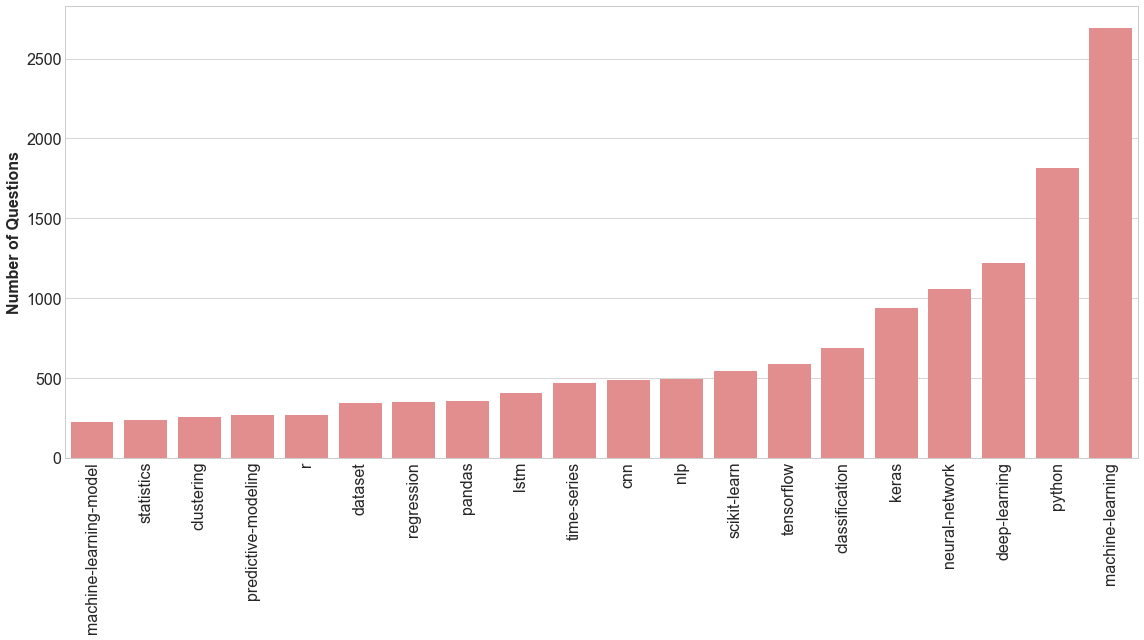 Number of Questions
2500
2000
1500
1000
500
0
machine-learning-model
statistics
clustering
predictive-modeling
r
dataset
regression
pandas
lstm
time-series
cnn
nlp
scikit-learn
tensorflow
classification
keras
neural-network
deep-learning
python
machine-learning